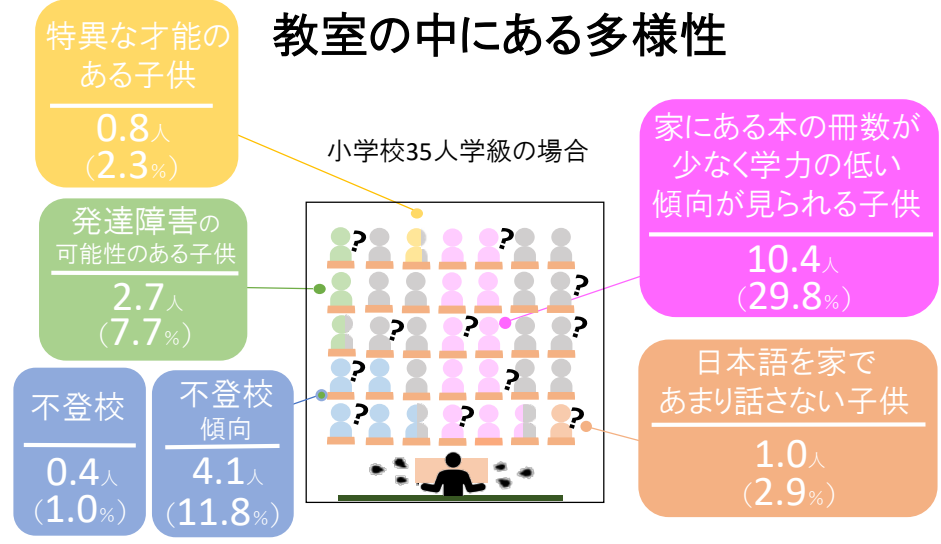 教室の中にある多様性
小学校35人学級の場合
特異な才能の
ある子供
0.8人
(2.3%)
発達障害の
可能性のある子供
2.7人
(7.7%)
不登校
0.4人
(1.0%)
不登校
傾向
4.1人
(11.8%)
家にある本の冊数が
少なく学力の低い
傾向が見られる子供
10.4人
(29.8%)
日本語を家で
あまり話さない子供
1.0人
(2.9%)
? ?
?
? ? ?
? ?
? ? ?